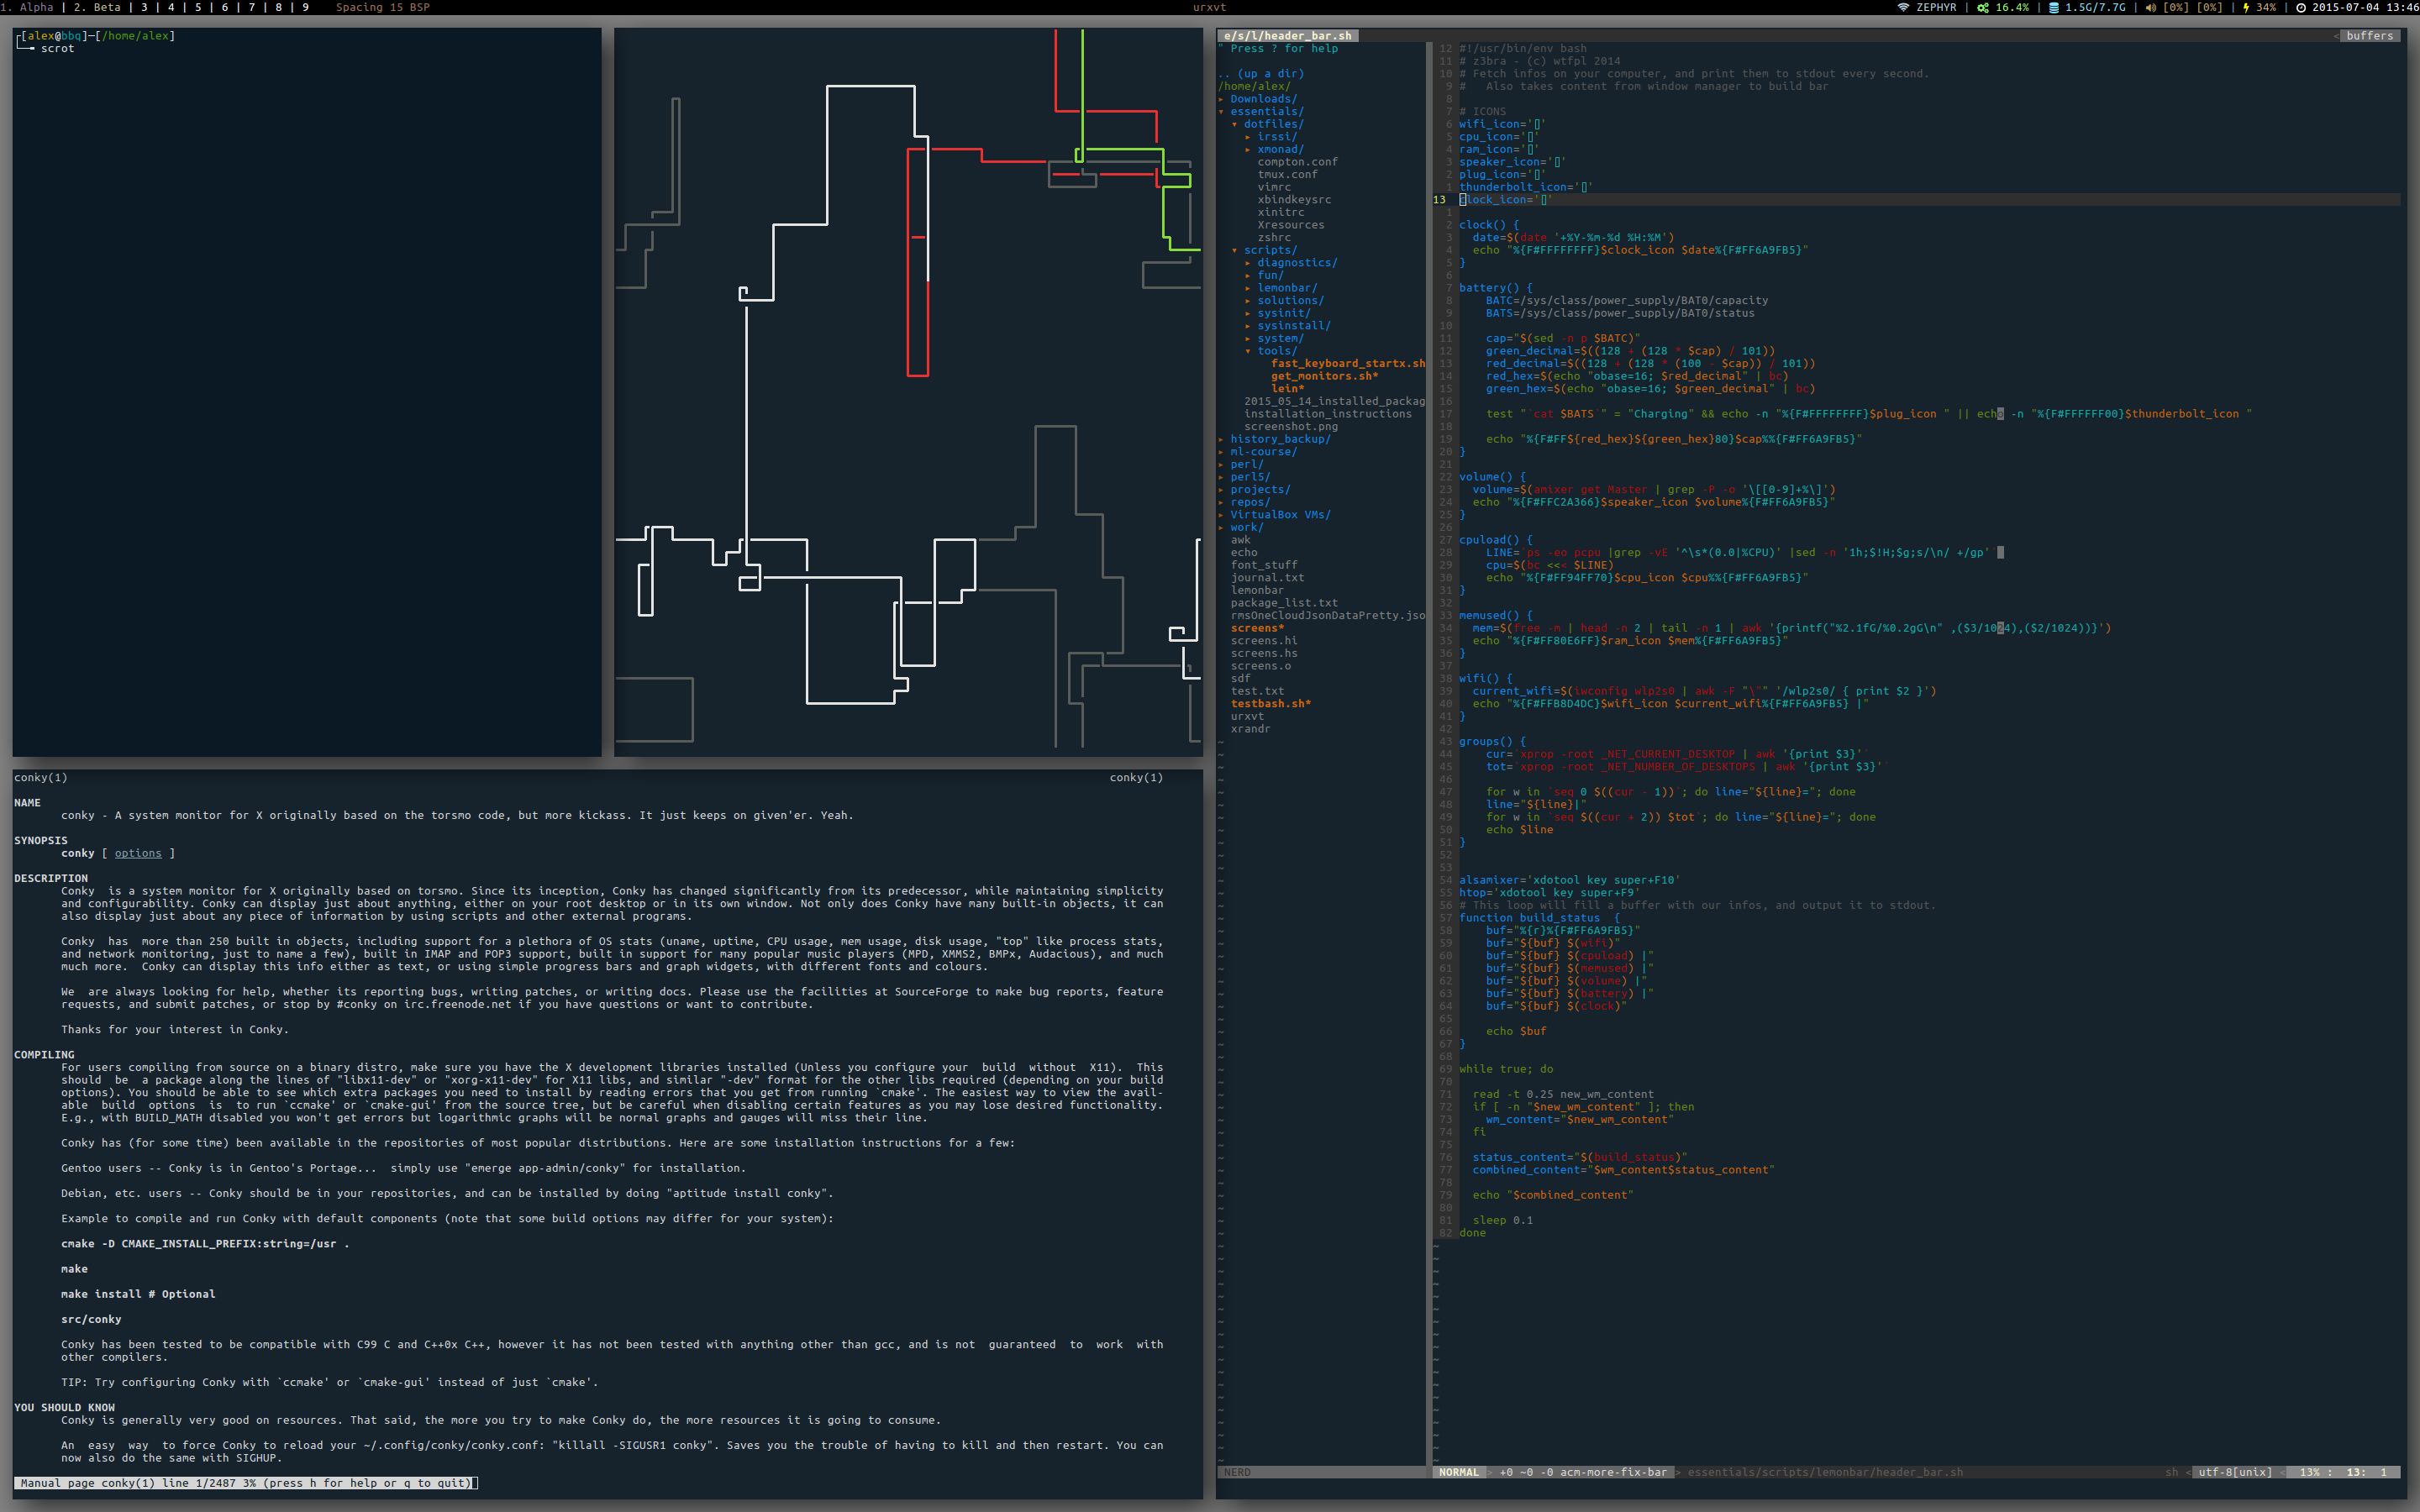 1. Alpha | 2. Beta | 3 | 4 | 5 | 6 | 7 | 8 | 9    Spacing 15 BSP
urxvt
ZEPHYR | 16.4% | 1.5G/7.7G | [0%] [0%] | 34% | 2015-07-04 13:46
[alex@bbq]-[/home/alex]
scrot
conky(1) conky(1)
NAME
conky - A system monitor for X originally based on the torsmo code, but more kickass. It just keeps on given'er. Yeah.
SYNOPSIS
conky [ options ]
DESCRIPTION
Conky  is a system monitor for X originally based on torsmo. Since its inception, Conky has changed significantly from its predecessor, while maintaining simplicity
and configurability. Conky can display just about anything, either on your root desktop or in its own window. Not only does Conky have many built-in objects, it can
also display just about any piece of information by using scripts and other external programs.
Conky  has  more than 250 built in objects, including support for a plethora of OS stats (uname, uptime, CPU usage, mem usage, disk usage, "top" like process stats,
and network monitoring, just to name a few), built in IMAP and POP3 support, built in support for many popular music players (MPD, XMMS2, BMPx, Audacious), and much
much more.  Conky can display this info either as text, or using simple progress bars and graph widgets, with different fonts and colours.
We  are always looking for help, whether its reporting bugs, writing patches, or writing docs. Please use the facilities at SourceForge to make bug reports, feature
requests, and submit patches, or stop by #conky on irc.freenode.net if you have questions or want to contribute.
Thanks for your interest in Conky.
COMPILING
For users compiling from source on a binary distro, make sure you have the X development libraries installed (Unless you configure your  build  without  X11).  This
should  be  a package along the lines of "libx11-dev" or "xorg-x11-dev" for X11 libs, and similar "-dev" format for the other libs required (depending on your build
options). You should be able to see which extra packages you need to install by reading errors that you get from running `cmake'. The easiest way to view the avail-
able  build  options  is  to run `ccmake' or `cmake-gui' from the source tree, but be careful when disabling certain features as you may lose desired functionality.
E.g., with BUILD_MATH disabled you won't get errors but logarithmic graphs will be normal graphs and gauges will miss their line.
Conky has (for some time) been available in the repositories of most popular distributions. Here are some installation instructions for a few:
Gentoo users -- Conky is in Gentoo's Portage...  simply use "emerge app-admin/conky" for installation.
Debian, etc. users -- Conky should be in your repositories, and can be installed by doing "aptitude install conky".
Example to compile and run Conky with default components (note that some build options may differ for your system):
cmake -D CMAKE_INSTALL_PREFIX:string=/usr .
make
make install # Optional
src/conky
Conky has been tested to be compatible with C99 C and C++0x C++, however it has not been tested with anything other than gcc, and is not  guaranteed  to  work  with
other compilers.
TIP: Try configuring Conky with `ccmake' or `cmake-gui' instead of just `cmake'.
YOU SHOULD KNOW
Conky is generally very good on resources. That said, the more you try to make Conky do, the more resources it is going to consume.
An  easy  way  to force Conky to reload your ~/.config/conky/conky.conf: "killall -SIGUSR1 conky". Saves you the trouble of having to kill and then restart. You can
now also do the same with SIGHUP.
Manual page conky(1) line 1/2487 3% (press h for help or q to quit)
e/s/l/header_bar.sh < buffers
" Press ? for help
.. (up a dir)
/home/alex/
▸ Downloads/
▾ essentials/
▾ dotfiles/
▸ irssi/
▸ xmonad/
compton.conf
tmux.conf
vimrc
xbindkeysrc
xinitrc
Xresources
zshrc
▾ scripts/
▸ diagnostics/
▸ fun/
▸ lemonbar/
▸ solutions/
▸ sysinit/
▸ sysinstall/
▸ system/
▾ tools/
fast_keyboard_startx.sh
get_monitors.sh*
lein*
2015_05_14_installed_packag
installation_instructions
screenshot.png
▸ history_backup/
▸ ml-course/
▸ perl/
▸ perl5/
▸ projects/
▸ repos/
▸ VirtualBox VMs/
▸ work/
awk
echo
font_stuff
journal.txt
lemonbar
package_list.txt
rmsOneCloudJsonDataPretty.jso
screens*
screens.hi
screens.hs
screens.o
sdf
test.txt
testbash.sh*
urxvt
xrandr
NERD
12 #!/usr/bin/env bash
11 # z3bra - (c) wtfpl 2014
10 # Fetch infos on your computer, and print them to stdout every second.
9 #   Also takes content from window manager to build bar
8
7 # ICONS
6 wifi_icon='[]'
5 cpu_icon='[]'
4 ram_icon='[]'
3 speaker_icon='[]'
2 plug_icon='[]'
1 thunderbolt_icon='[]'
13 clock_icon='[]'
1
2 clock() {
3   date=$(date '+%Y-%m-%d %H:%M')
4   echo "%{F#FFFFFFFF}$clock_icon $date%{F#FF6A9FB5}"
5 }
6
7 battery() {
8     BATC=/sys/class/power_supply/BAT0/capacity
9     BATS=/sys/class/power_supply/BAT0/status
10
11     cap="$(sed -n p $BATC)"
12     green_decimal=$((128 + (128 * $cap) / 101))
13     red_decimal=$((128 + (128 * (100 - $cap)) / 101))
14     red_hex=$(echo "obase=16; $red_decimal" | bc)
15     green_hex=$(echo "obase=16; $green_decimal" | bc)
16
17     test "`cat $BATS`" = "Charging" && echo -n "%{F#FFFFFFFF}$plug_icon " || echo -n "%{F#FFFFFF00}$thunderbolt_icon "
18
19     echo "%{F#FF${red_hex}${green_hex}80}$cap%%{F#FF6A9FB5}"
20 }
21
22 volume() {
23   volume=$(amixer get Master | grep -P -o '\[[0-9]+%\]')
24   echo "%{F#FFC2A366}$speaker_icon $volume%{F#FF6A9FB5}"
25 }
26
27 cpuload() {
28     LINE=`ps -eo pcpu |grep -vE '^\s*(0.0|%CPU)' |sed -n '1h;$!H;$g;s/\n/ +/gp'`
29     cpu=$(bc <<< $LINE)
30     echo "%{F#FF94FF70}$cpu_icon $cpu%%{F#FF6A9FB5}"
31 }
32
33 memused() {
34   mem=$(free -m | head -n 2 | tail -n 1 | awk '{printf("%2.1fG/%0.2gG\n" ,($3/1024),($2/1024))}')
35   echo "%{F#FF80E6FF}$ram_icon $mem%{F#FF6A9FB5}"
36 }
37
38 wifi() {
39   current_wifi=$(iwconfig wlp2s0 | awk -F "\"" '/wlp2s0/ { print $2 }')
40   echo "%{F#FFB8D4DC}$wifi_icon $current_wifi%{F#FF6A9FB5} |"
41 }
42
43 groups() {
44     cur=`xprop -root _NET_CURRENT_DESKTOP | awk '{print $3}'`
45     tot=`xprop -root _NET_NUMBER_OF_DESKTOPS | awk '{print $3}'`
46
47     for w in `seq 0 $((cur - 1))`; do line="${line}="; done
48     line="${line}|"
49     for w in `seq $((cur + 2)) $tot`; do line="${line}="; done
50     echo $line
51 }
52
53
54 alsamixer='xdotool key super+F10'
55 htop='xdotool key super+F9'
56 # This loop will fill a buffer with our infos, and output it to stdout.
57 function build_status  {
58     buf="%{r}%{F#FF6A9FB5}"
59     buf="${buf} $(wifi)"
60     buf="${buf} $(cpuload) |"
61     buf="${buf} $(memused) |"
62     buf="${buf} $(volume) |"
63     buf="${buf} $(battery) |"
64     buf="${buf} $(clock)"
65
66     echo $buf
67 }
68
69 while true; do
70
71   read -t 0.25 new_wm_content
72   if [ -n "$new_wm_content" ]; then
73     wm_content="$new_wm_content"
74   fi
75
76   status_content="$(build_status)"
77   combined_content="$wm_content$status_content"
78
79   echo "$combined_content"
80
81   sleep 0.1
82 done
NORMAL > +0 ~0 -0 acm-more-fix-bar > essentials/scripts/lemonbar/header_bar.sh sh < utf-8[unix] < 13% : 13: 1